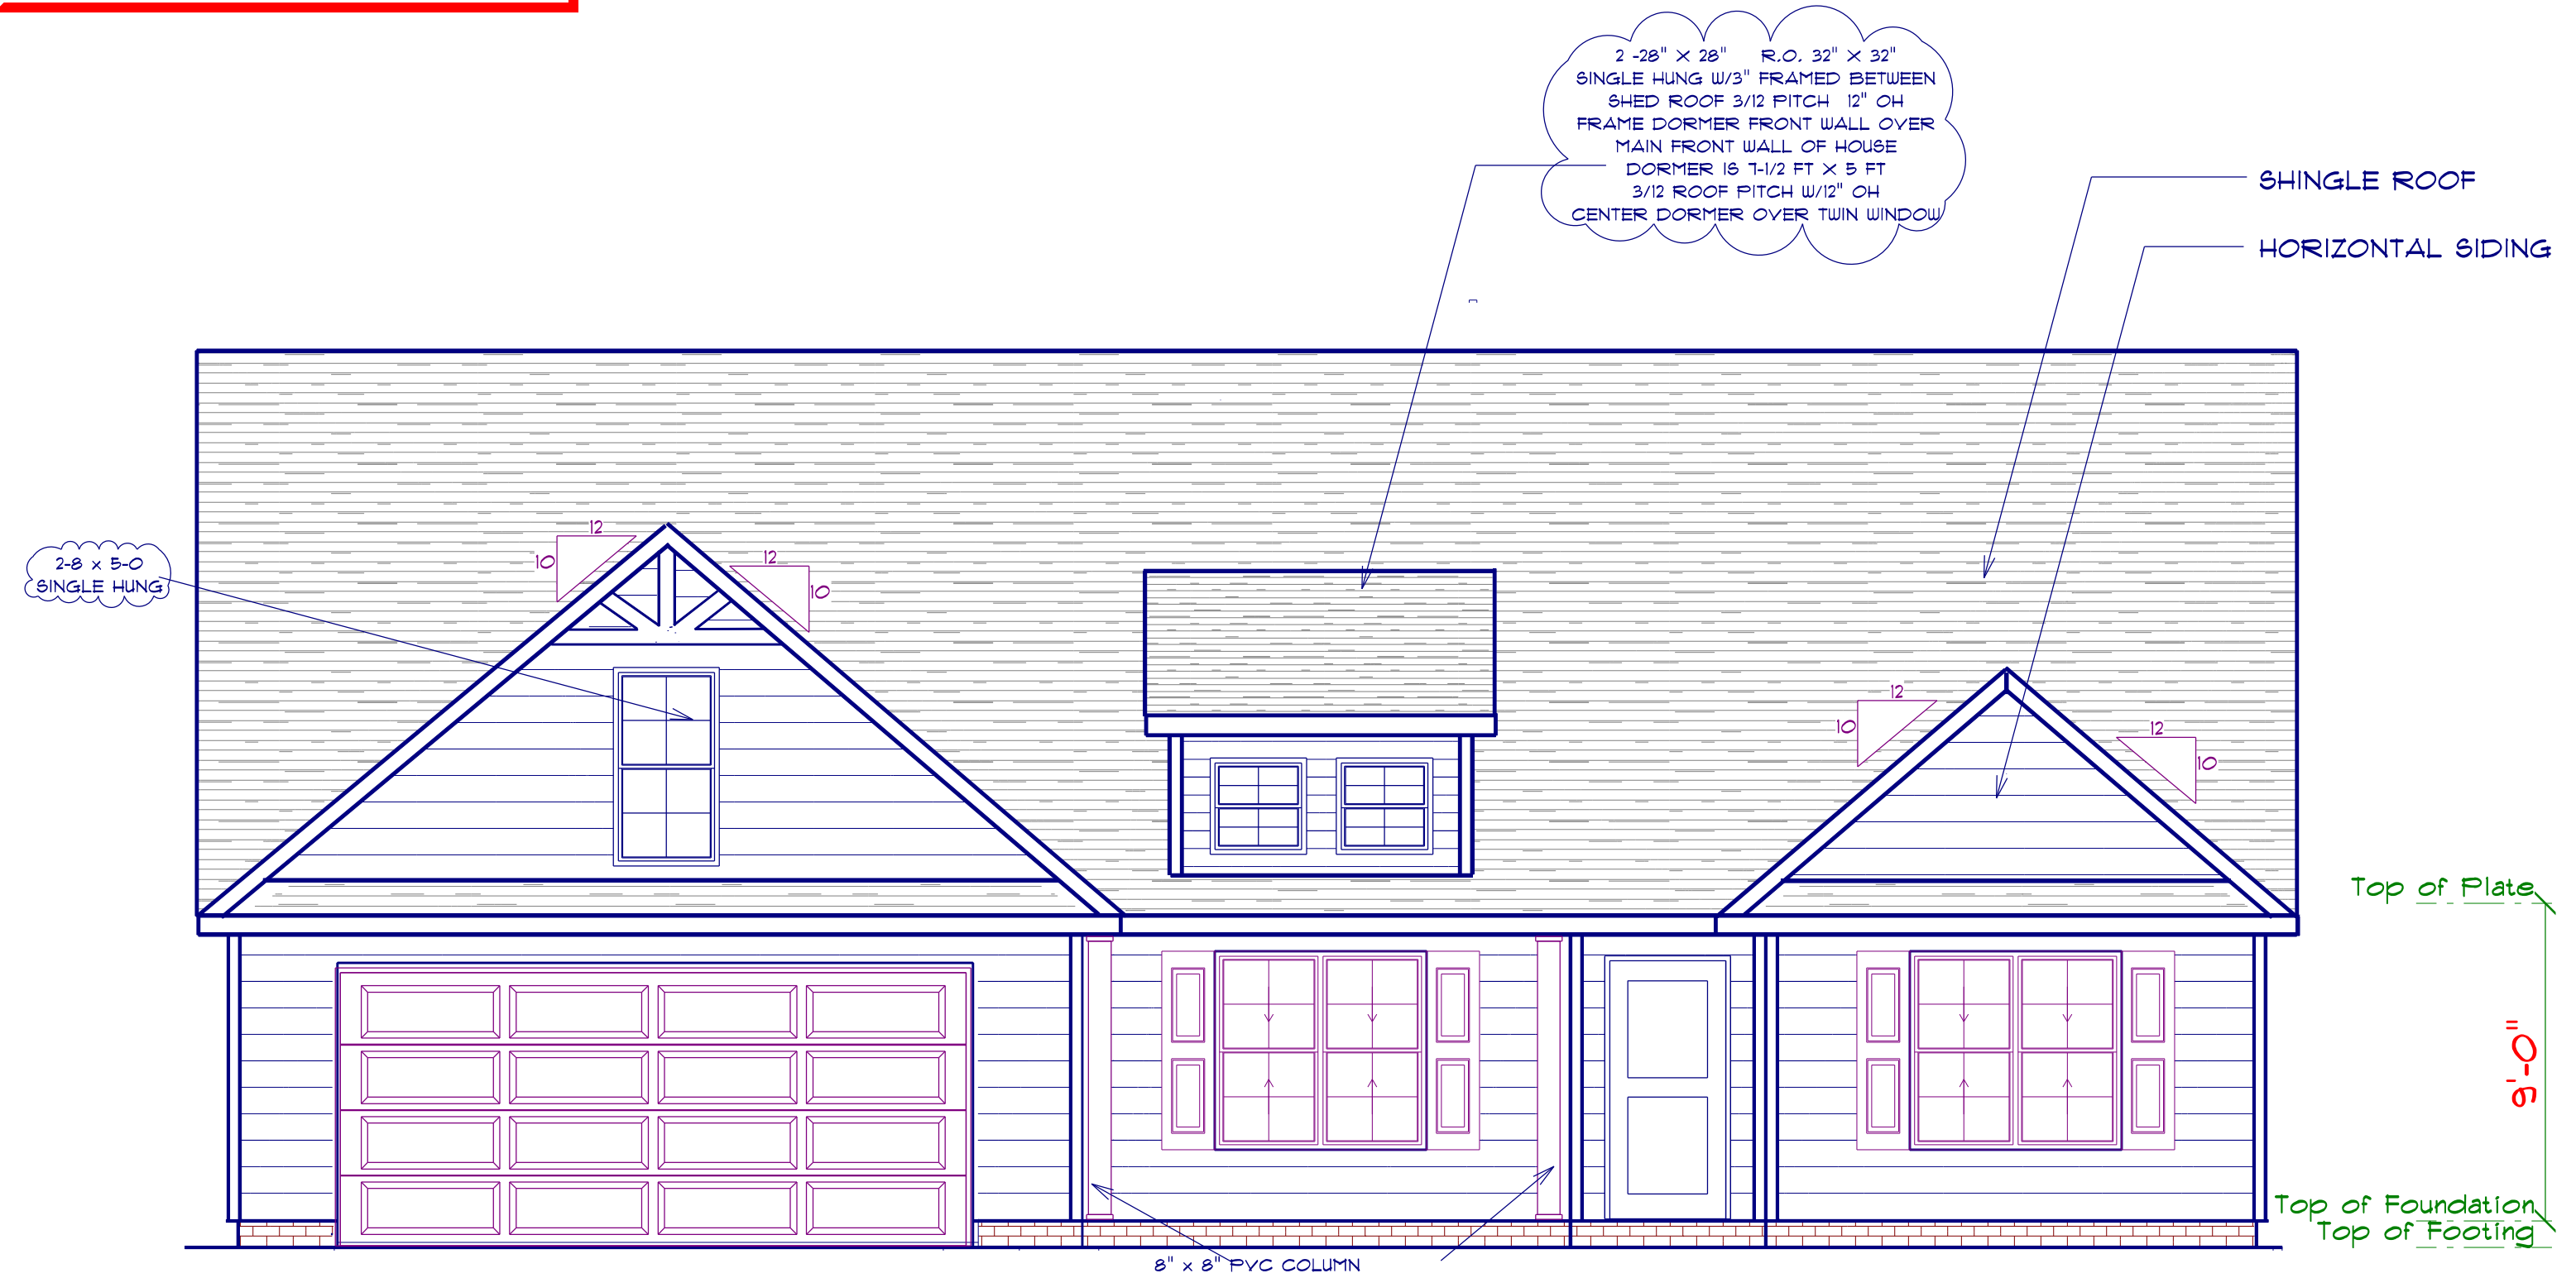 2 -28" X 28" R.O. 32" X 32"
SINGLE HUNG W/3" FRAMED BETWEEN
SHED ROOF 3/12 PITCH 12" OH
FRAME DORMER FRONT WALL OVER
MAIN FRONT WALL OF HOUSE
DORMER IS 7-1/2 FT X 5 FT
3/12 ROOF PITCH W/12" OH
CENTER DORMER OVER TWIN WINDOW
SHINGLE ROOF
HORIZONTAL SIDING
2-8 x 5-0
SINGLE HUNG
12
10
12
10
12
10
12
10
Top of Plate
9'-0"
Top of Foundation
Top of Footing
8" x 8" PVC COLUMN